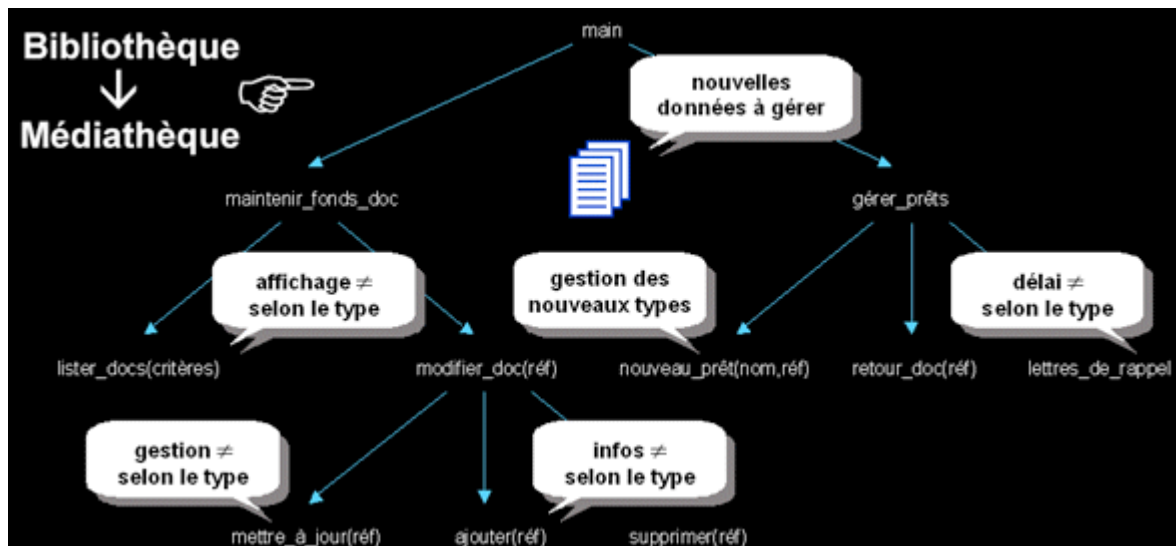 Bibliothèque
Médiathèque
main
nouvelles
données à gérer
maintenir_fonds_doc
gérer_prêts
affichage ≠
selon le type
gestion des
nouveaux types
délai ≠
selon le type
lister_docs(critères)
modifier_doc(réf)
nouveau_prêt(nom,réf)
retour_doc(réf)
lettres_de_rappel
gestion ≠
selon le type
infos ≠
selon le type
mettre_à_jour(réf)
ajouter(réf)
supprimer(réf)